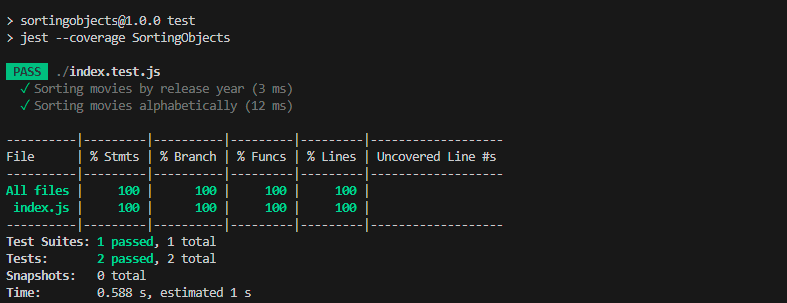 > sortingobjects@1.0.0 test
> jest --coverage SortingObjects
PASS ./index.test.js
✓ Sorting movies by release year (3 ms)
✓ Sorting movies alphabetically (12 ms)
----------|---------|----------|---------|---------|-------------------
File      | % Stmts | % Branch | % Funcs | % Lines | Uncovered Line #s
----------|---------|----------|---------|---------|-------------------
All files |     100 |      100 |     100 |     100 |
 index.js |     100 |      100 |     100 |     100 |
----------|---------|----------|---------|---------|-------------------
Test Suites: 1 passed, 1 total
Tests:       2 passed, 2 total
Snapshots:   0 total
Time:        0.588 s, estimated 1 s